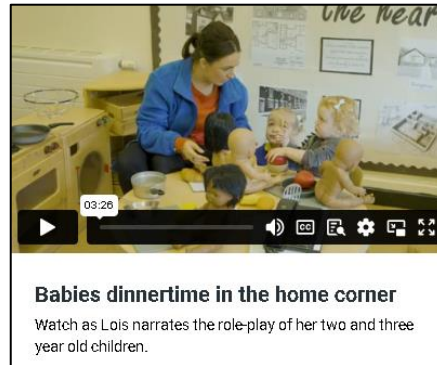 the hear
03:26
CC
Babies dinnertime in the home corner
Watch as Lois narrates the role-play of her two and three
year old children.